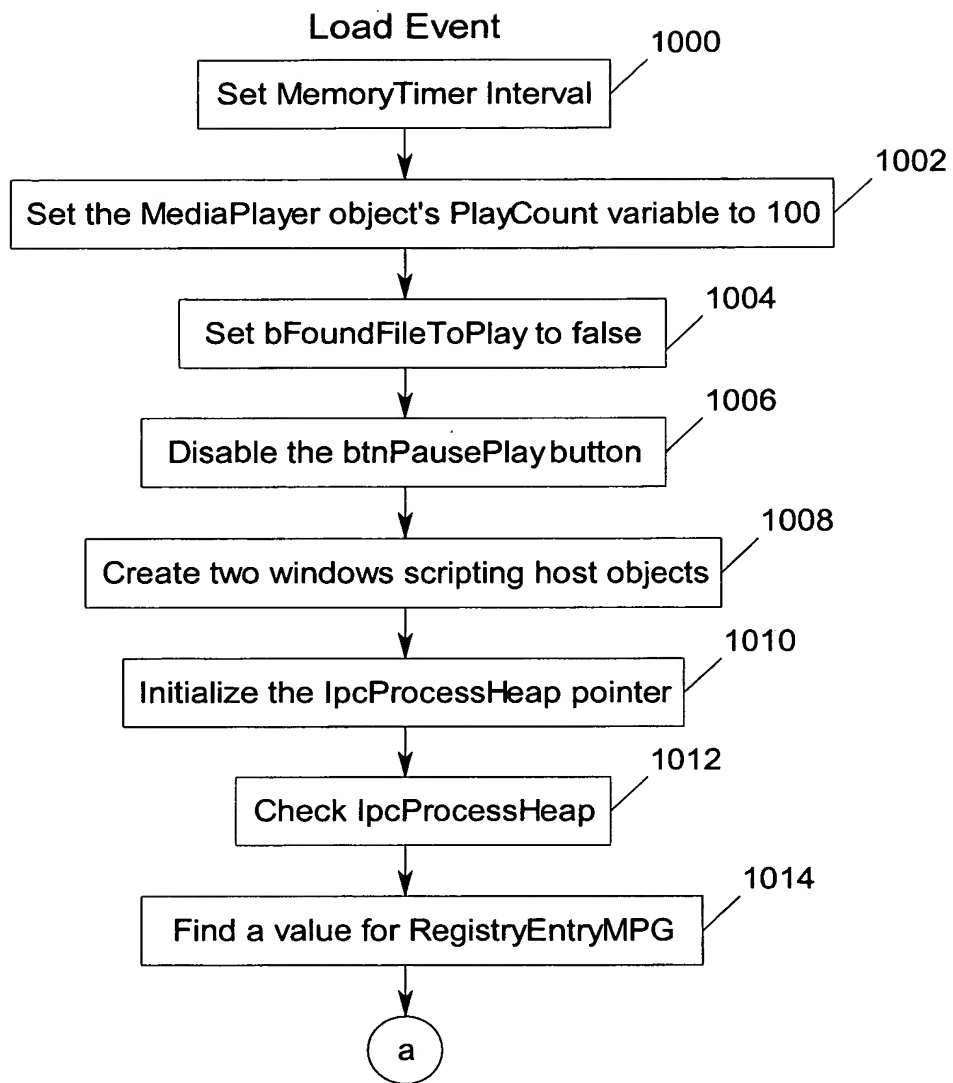 Load Event
1000
Set MemoryTimer Interval
1002
Set the MediaPlayer object's PlayCount variable to 100
1004
Set bFoundFileToPlay to false
1006
Disable the btnPausePlay button
1008
Create two windows scripting host objects
1010
Initialize the lpcProcessHeap pointer
1012
Check lpcProcessHeap
1014
Find a value for RegistryEntryMPG
a